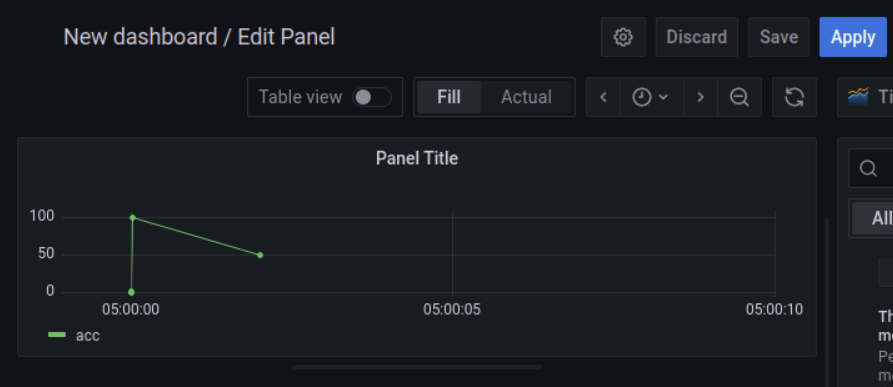 New dashboard / Edit Panel
Discard
Save
Apply
Table view
Fill
Actual
Panel Title
All
100
50
0
05:00:00
05:00:05
05:00:10
acc